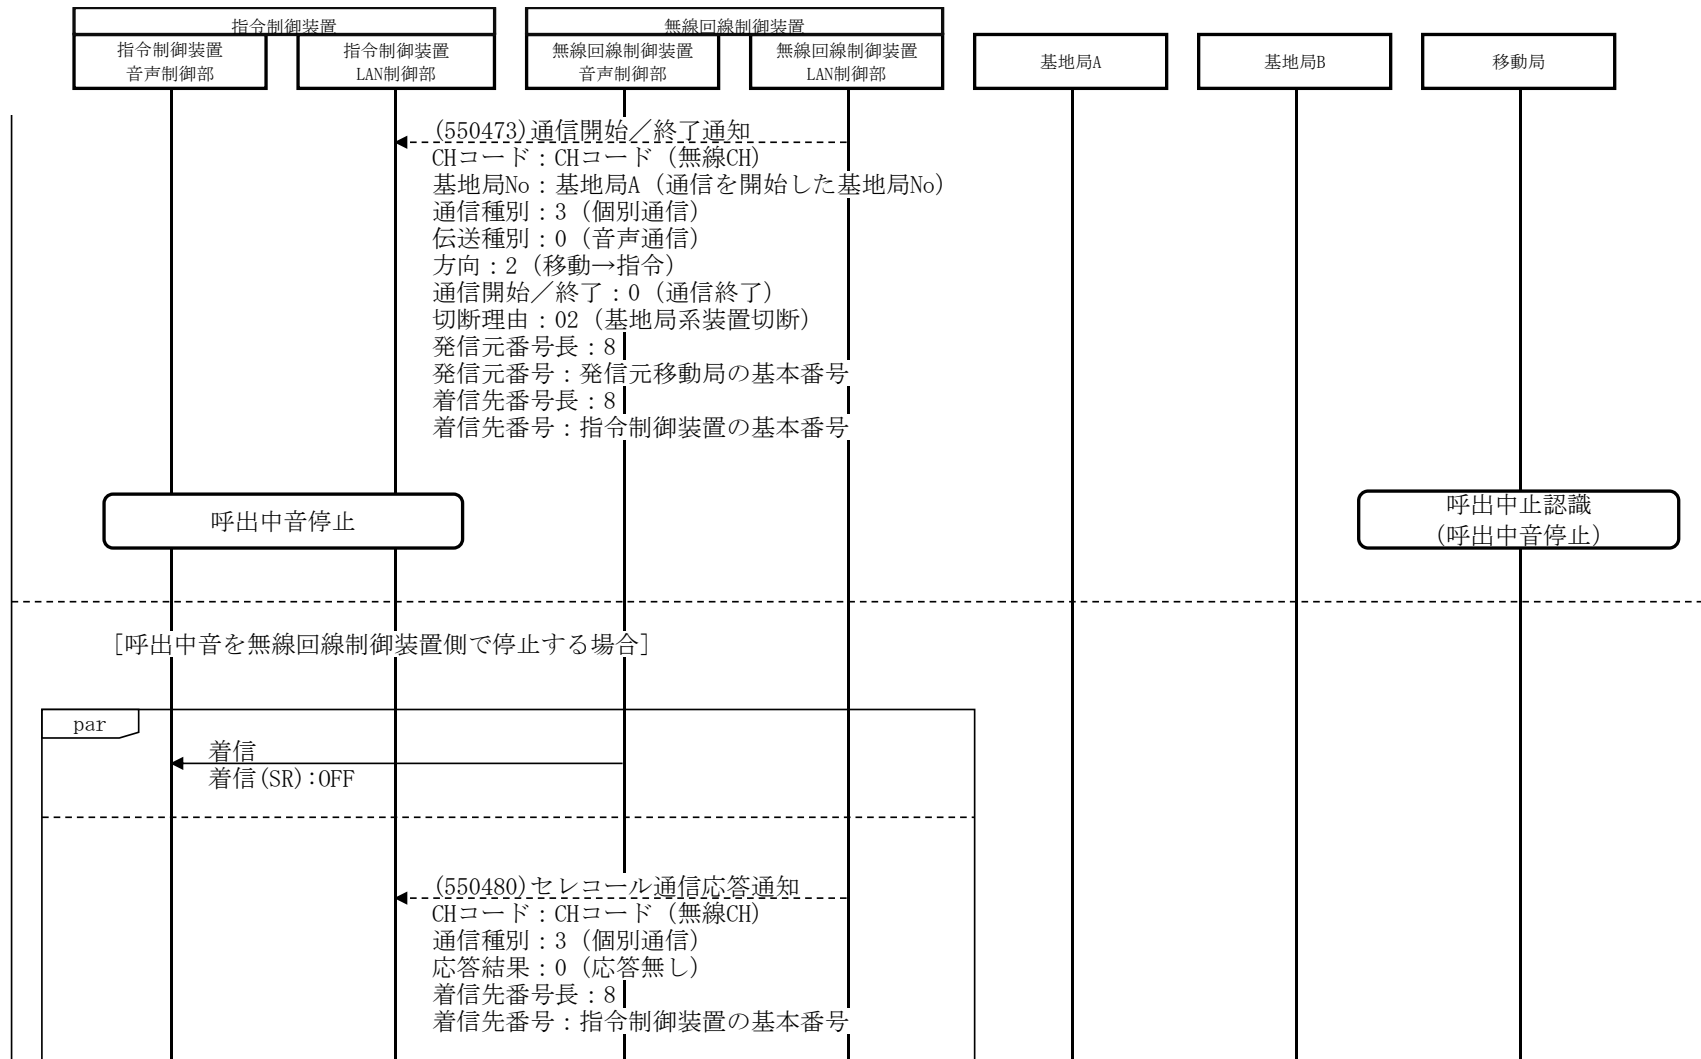 指令制御装置
無線回線制御装置
指令制御装置
音声制御部
指令制御装置
LAN制御部
無線回線制御装置
音声制御部
無線回線制御装置
LAN制御部
基地局A
基地局B
移動局
(550473)通信開始／終了通知
CHコード：CHコード（無線CH）
基地局No：基地局A（通信を開始した基地局No）
通信種別：3（個別通信）
伝送種別：0（音声通信）
方向：2（移動→指令）
通信開始／終了：0（通信終了）
切断理由：02（基地局系装置切断）
発信元番号長：8
発信元番号：発信元移動局の基本番号
着信先番号長：8
着信先番号：指令制御装置の基本番号
呼出中音停止
呼出中止認識
（呼出中音停止）
［呼出中音を無線回線制御装置側で停止する場合］
par
着信
着信(SR):OFF
(550480)セレコール通信応答通知
CHコード：CHコード（無線CH）
通信種別：3（個別通信）
応答結果：0（応答無し）
着信先番号長：8
着信先番号：指令制御装置の基本番号